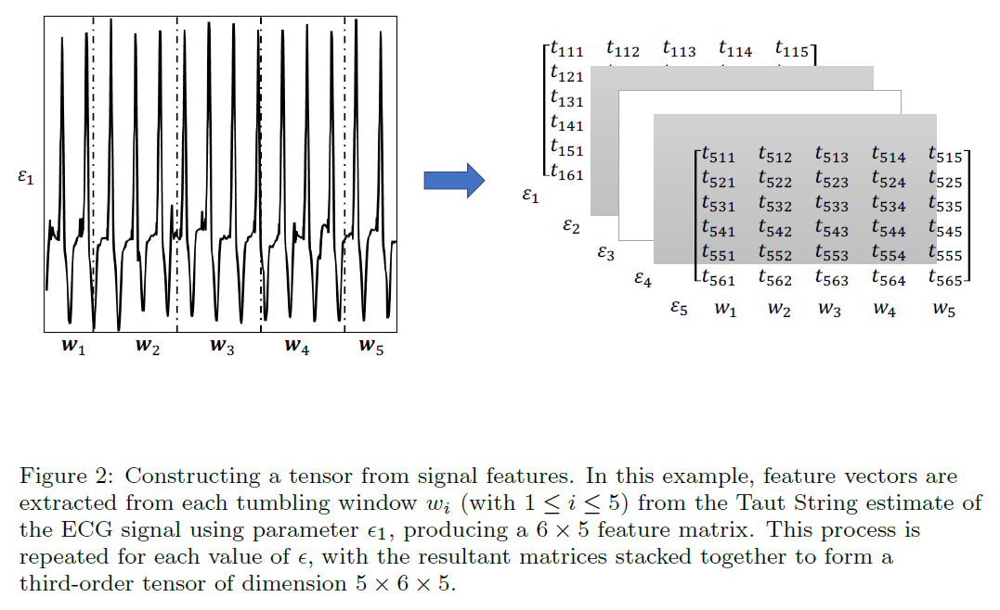 ε₁
w₁ w₂ w₃ w₄ w₅
t₁₁₁ t₁₁₂ t₁₁₃ t₁₁₄ t₁₁₅
t₁₂₁
t₁₃₁
t₁₄₁
t₁₅₁
t₁₆₁
ε₁
ε₂
ε₃
ε₄
t₅₁₁ t₅₁₂ t₅₁₃ t₅₁₄ t₅₁₅
t₅₂₁ t₅₂₂ t₅₂₃ t₅₂₄ t₅₂₅
t₅₃₁ t₅₃₂ t₅₃₃ t₅₃₄ t₅₃₅
t₅₄₁ t₅₄₂ t₅₄₃ t₅₄₄ t₅₄₅
t₅₅₁ t₅₅₂ t₅₅₃ t₅₅₄ t₅₅₅
t₅₆₁ t₅₆₂ t₅₆₃ t₅₆₄ t₅₆₅
ε₅ w₁ w₂ w₃ w₄ w₅
Figure 2: Constructing a tensor from signal features. In this example, feature vectors are
extracted from each tumbling window wᵢ (with 1 ≤ i ≤ 5) from the Taut String estimate of
the ECG signal using parameter ϵ₁, producing a 6 × 5 feature matrix. This process is
repeated for each value of ϵ, with the resultant matrices stacked together to form a
third-order tensor of dimension 5 × 6 × 5.